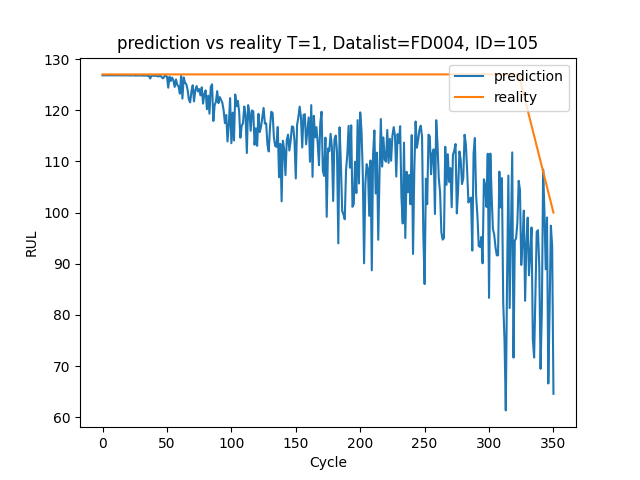 prediction vs reality T=1, Datalist=FD004, ID=105
prediction
reality
130
120
110
100
90
80
70
60
RUL
0 50 100 150 200 250 300 350
Cycle